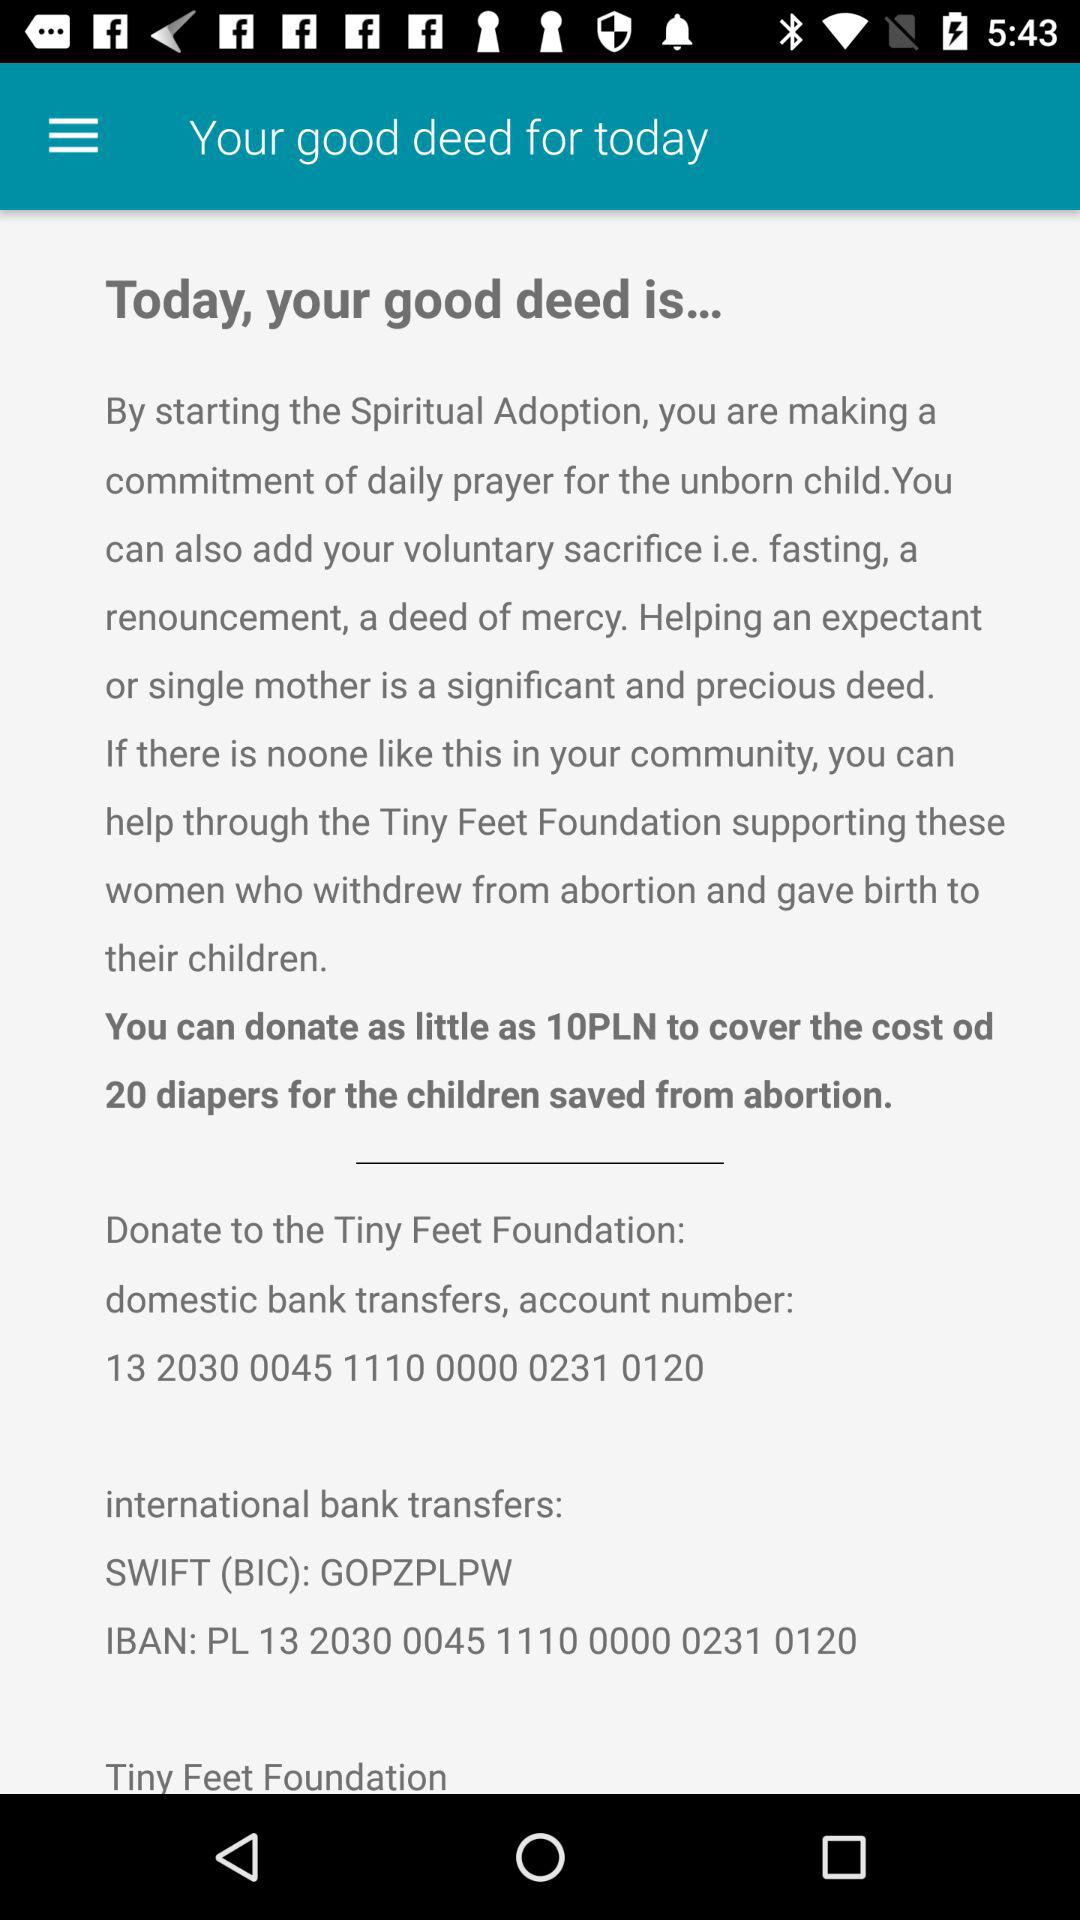 5:43
Your good deed for today
Today, your good deed is...
By starting the Spiritual Adoption, you are making a
commitment of daily prayer for the unborn child.You
can also add your voluntary sacrifice i.e. fasting, a
renouncement, a deed of mercy. Helping an expectant
or single mother is a significant and precious deed.
If there is noone like this in your community, you can
help through the Tiny Feet Foundation supporting these
women who withdrew from abortion and gave birth to
their children.
You can donate as little as 10PLN to cover the cost od
20 diapers for the children saved from abortion.
Donate to the Tiny Feet Foundation:
domestic bank transfers, account number:
13 2030 0045 1110 0000 0231 0120
international bank transfers:
SWIFT (BIC): GOPZPLPW
IBAN: PL 13 2030 0045 1110 0000 0231 0120
Tiny Feet Foundation